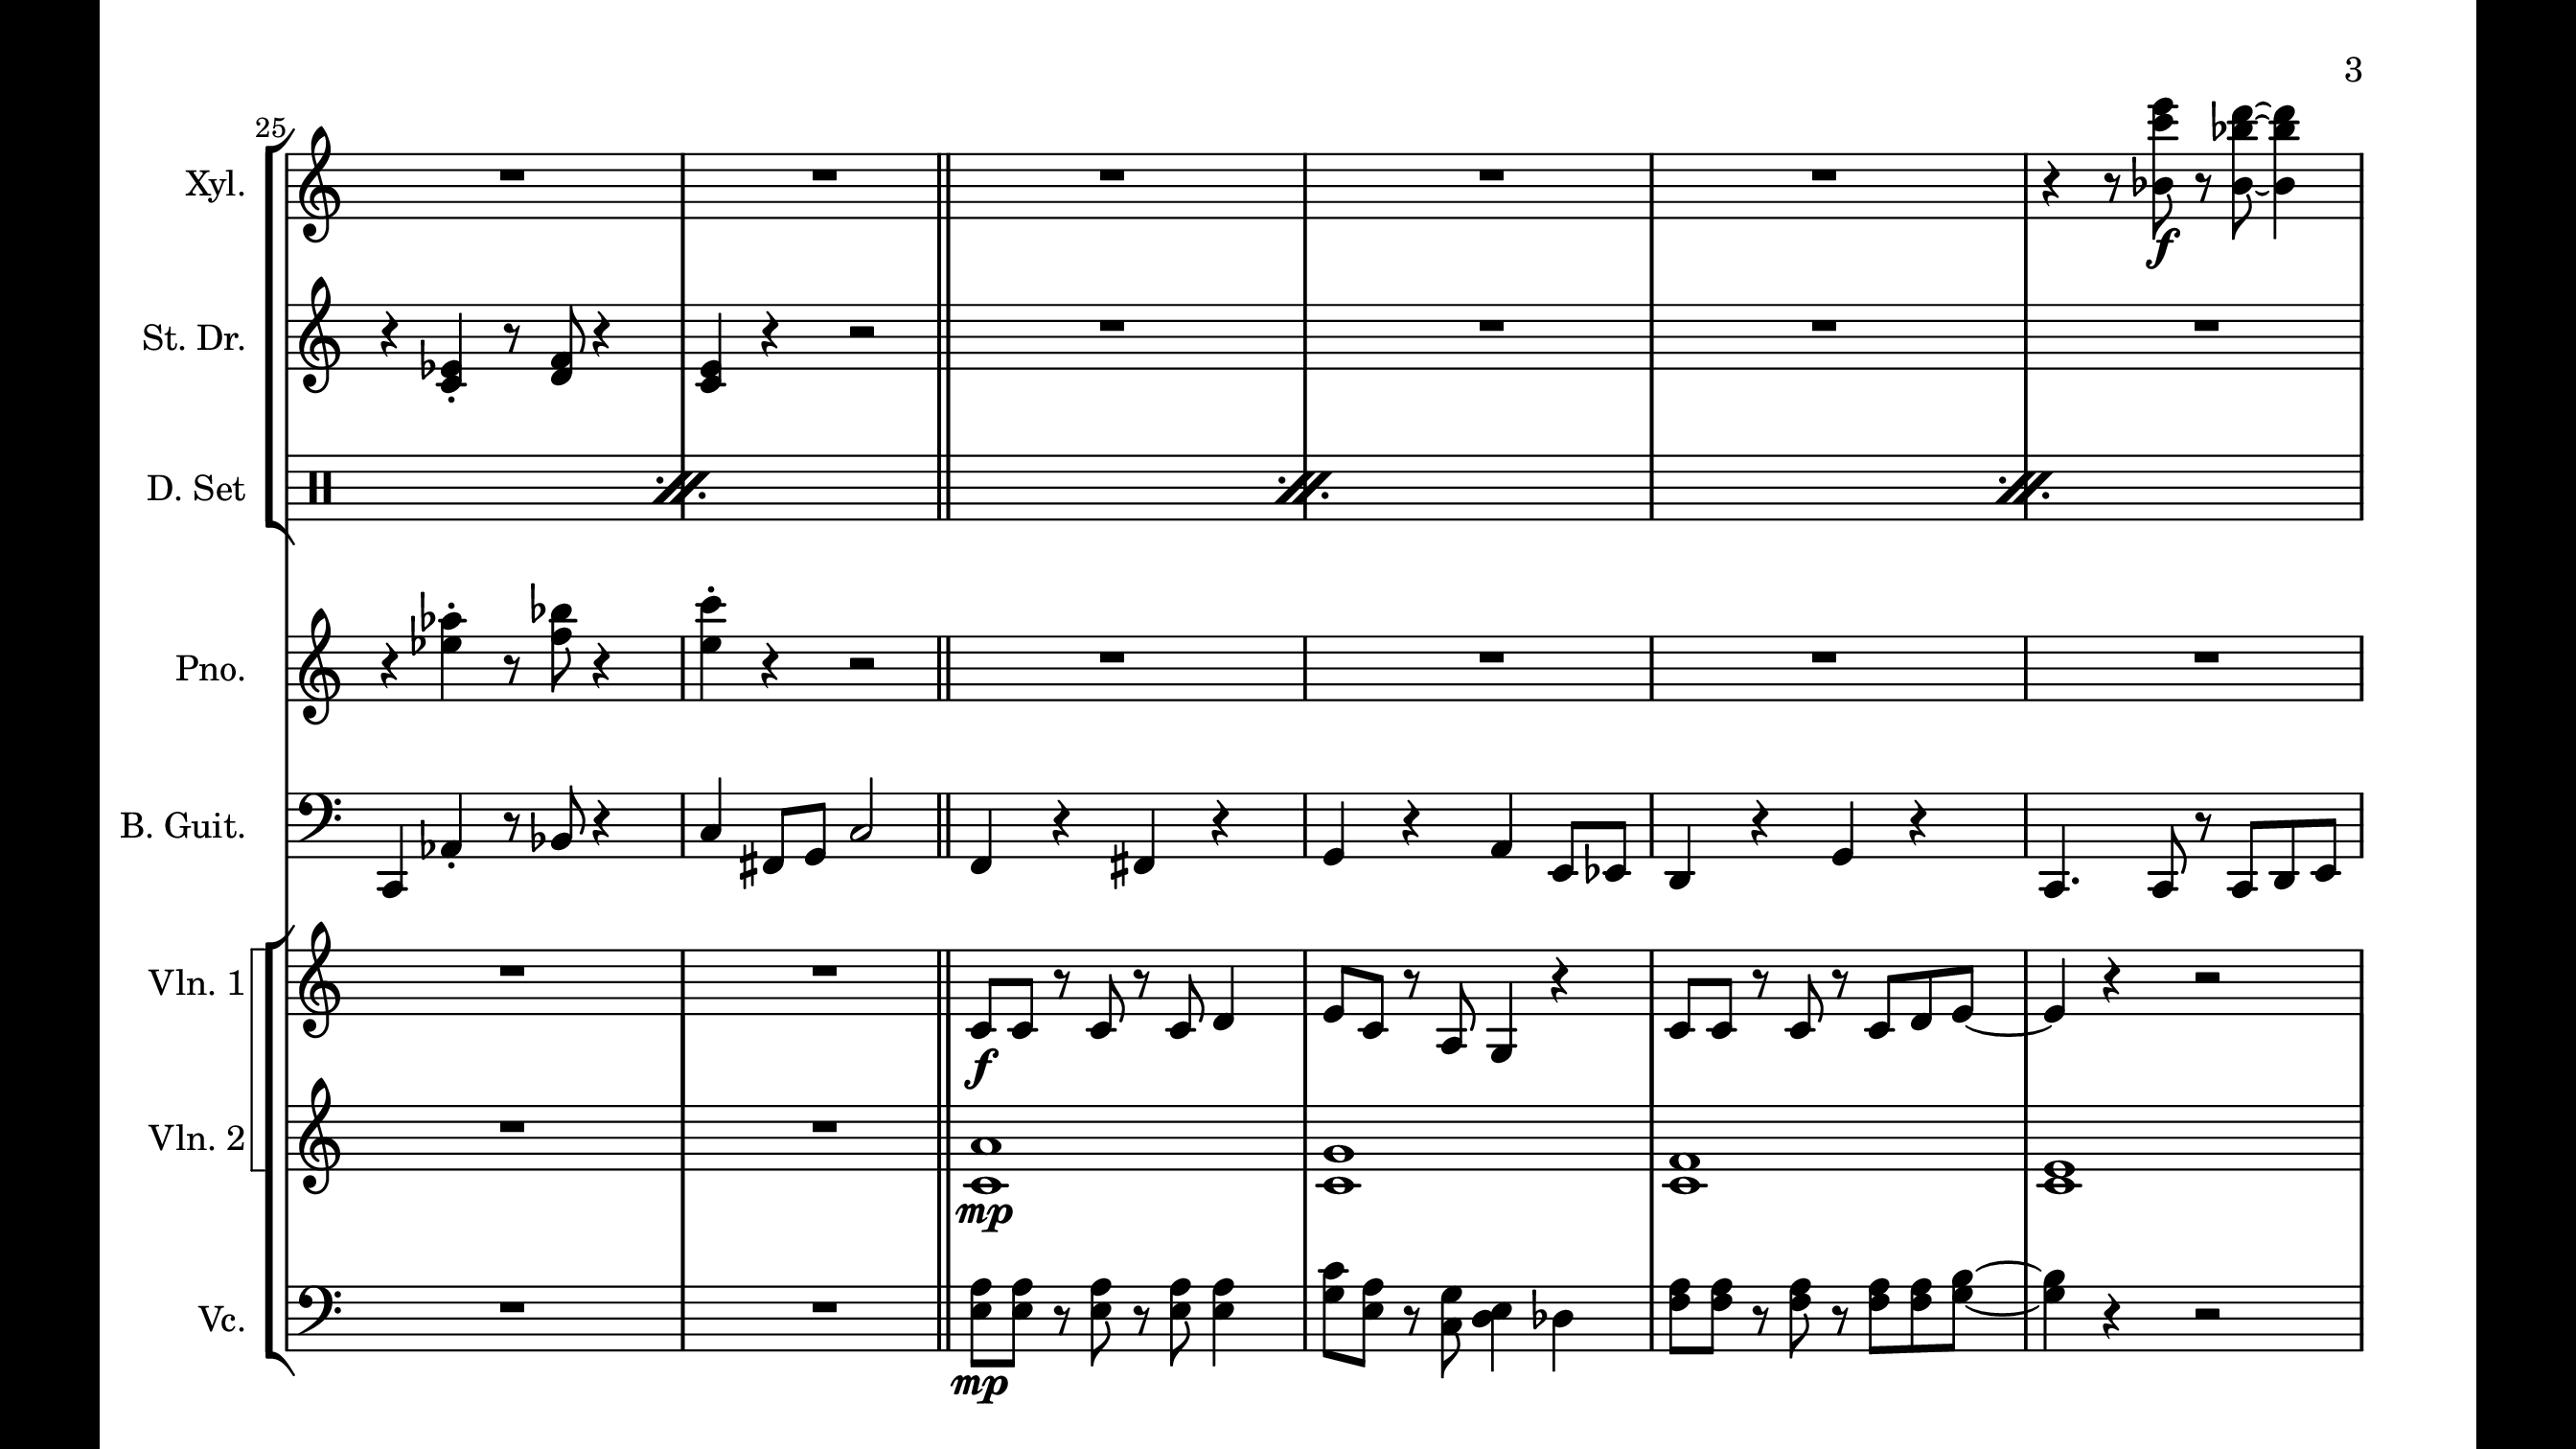 3
25
Xyl.
f
St. Dr.
D. Set
Pno.
B. Guit.
Vln. 1
f
Vln. 2
mp
Vc.
mp